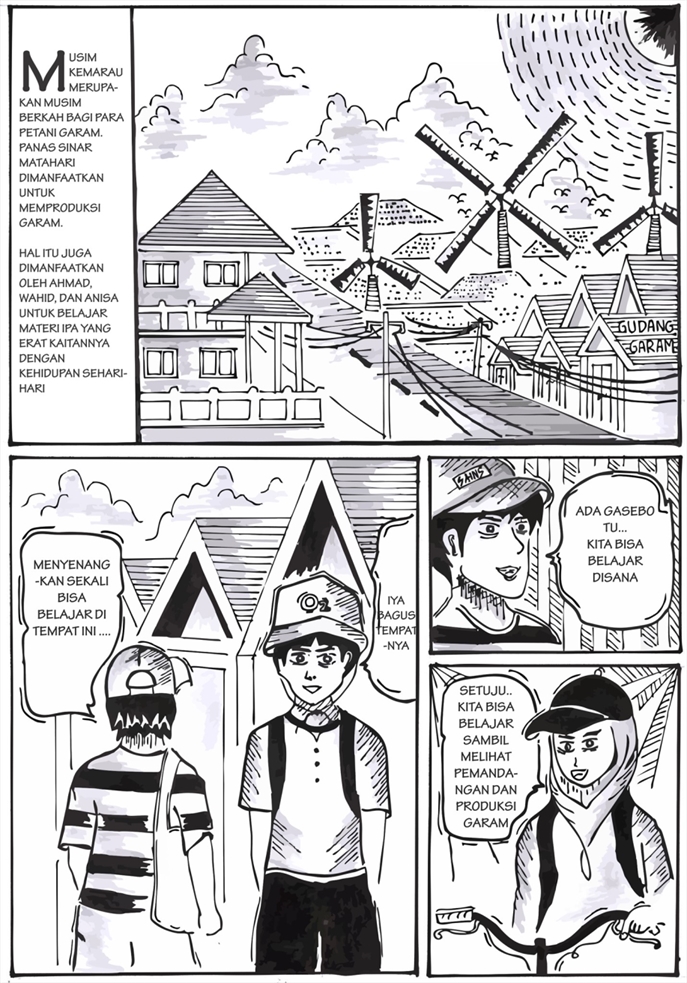 MUSIM
KEMARAU
MERUPA-
KAN MUSIM
BERKAH BAGI PARA
PETANI GARAM.
PANAS SINAR
MATAHARI
DIMANFAATKAN
UNTUK
MEMPRODUKSI
GARAM.
HAL ITU JUGA
DIMANFAATKAN
OLEH AHMAD,
WAHID, DAN ANISA
UNTUK BELAJAR
MATERI IPA YANG
ERAT KAITANNYA
DENGAN
KEHIDUPAN SEHARI-
HARI
GUDANG
GARAM
MENYENANG
-KAN SEKALI
BISA
BELAJAR DI
TEMPAT INI ....
O2
IYA
BAGUS
TEMPAT
-NYA
SAINS
ADA GASEBO
TU...
KITA BISA
BELAJAR
DISANA
SETUJU..
KITA BISA
BELAJAR
SAMBIL
MELIHAT
PEMANDA-
NGAN DAN
PRODUKSI
GARAM